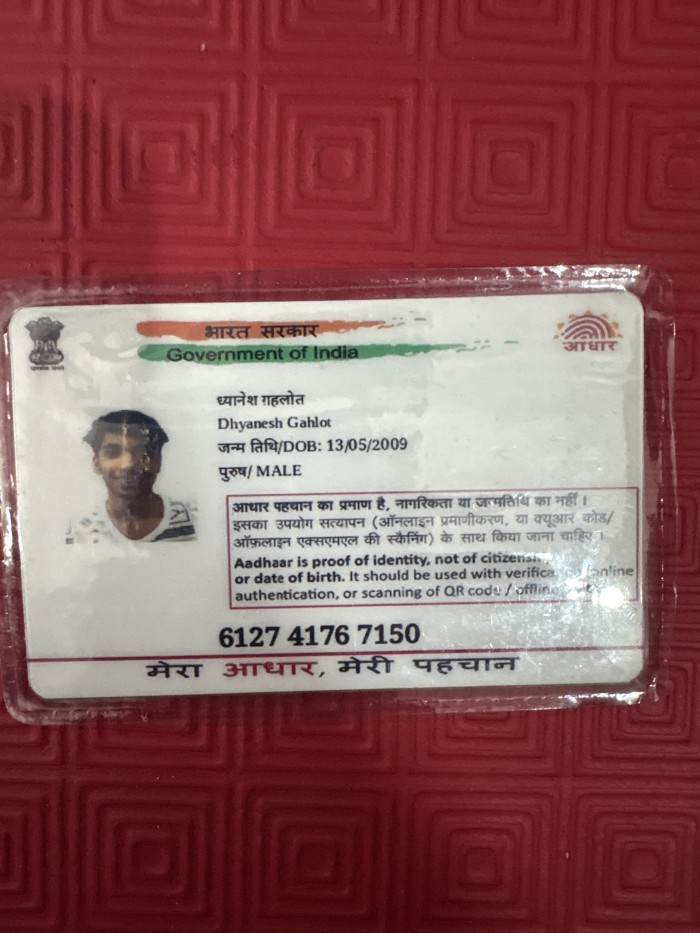 भारत सरकार
Government of India
आधार
ध्यानेश ग़हलोत
Dhyanesh Gahlot
जन्म तिथि/DOB: 13/05/2009
पुरुष/ MALE
आधार पहचान का प्रमाण है, नागरिकता या जन्मतिथि का नहीं ।
इसका उपयोग सत्यापन (ऑनलाइन प्रमाणीकरण, या क्यूआर कोड/
ऑफ़लाइन एक्सएमएल की स्कैनिंग) के साथ किया जाना चाहिए ।
Aadhaar is proof of identity, not of
or date of birth. It should be used with
authentication, or scanning of QR code / offline
6127 4176 7150
मेरा आधार, मेरी पहचान